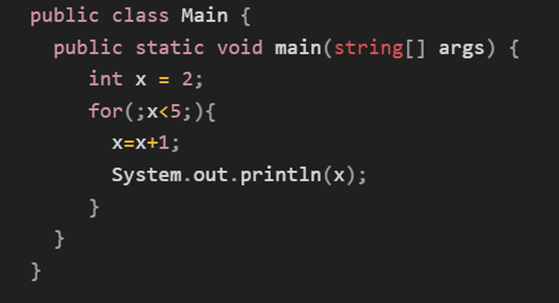 public class Main {
  public static void main(string[] args) {
     int x = 2;
     for(;x<5;){
       x=x+1;
       System.out.println(x);
     }
  }
}